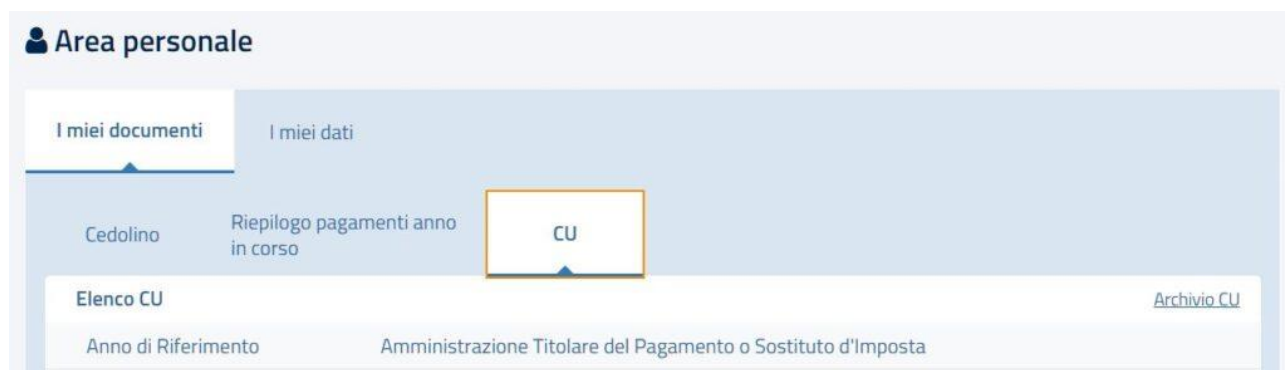 Area personale
I miei documenti
I miei dati
Cedolino
Riepilogo pagamenti anno
in corso
CU
Elenco CU
Archivio CU
Anno di Riferimento
Amministrazione Titolare del Pagamento o Sostituto d'Imposta